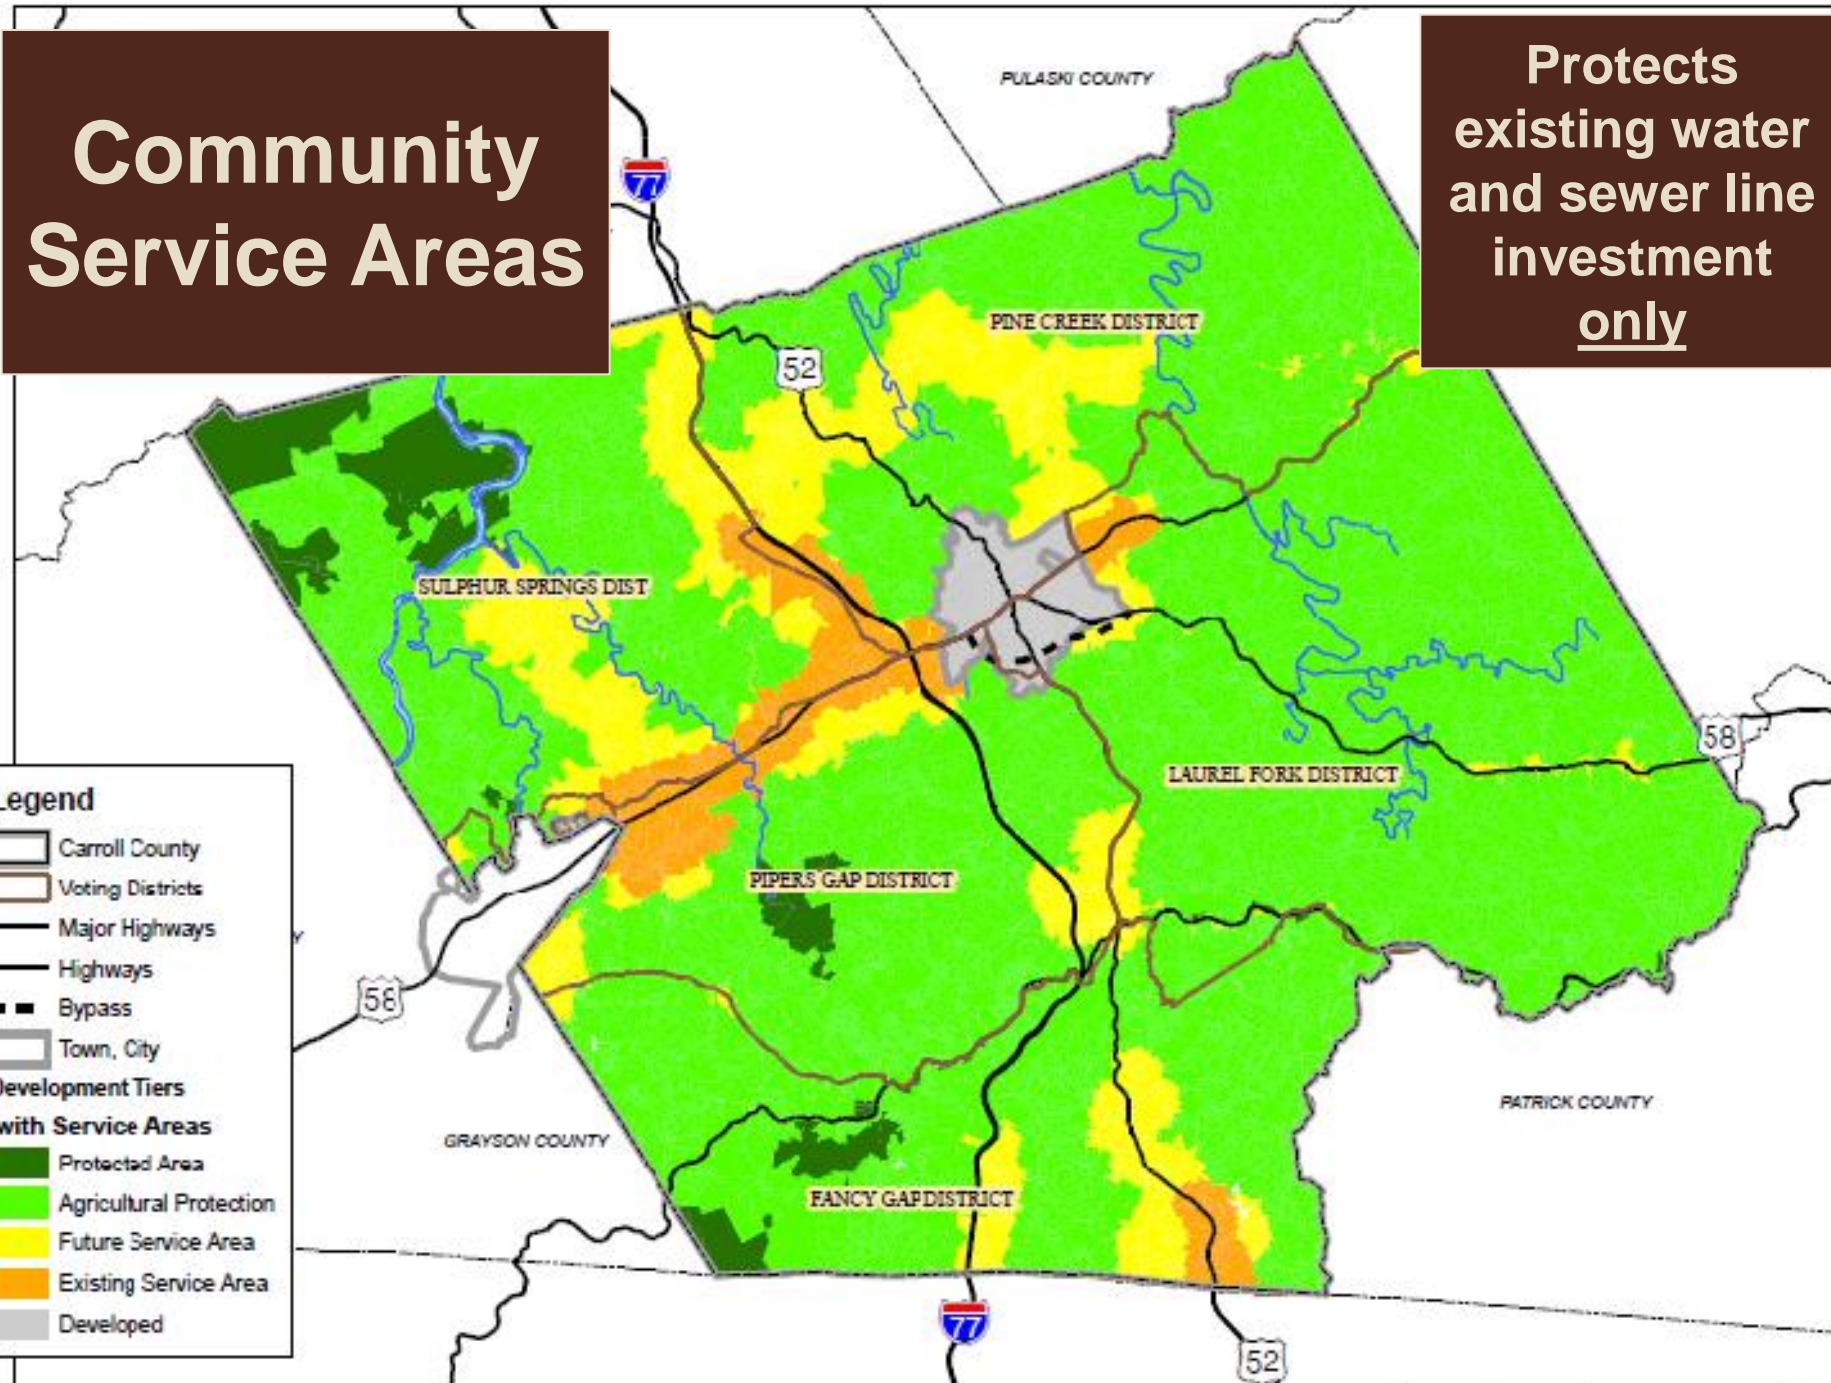 Community
Service Areas
Protects
existing water
and sewer line
investment
only
PULASKI COUNTY
77
52
PINE CREEK DISTRICT
SULPHUR SPRINGS DIST
58
LAUREL FORK DISTRICT
PIPERS GAP DISTRICT
58
PATRICK COUNTY
GRAYSON COUNTY
FANCY GAP DISTRICT
77
52
Legend
Carroll County
Voting Districts
Major Highways
Highways
Bypass
Town, City
Development Tiers
with Service Areas
Protected Area
Agricultural Protection
Future Service Area
Existing Service Area
Developed